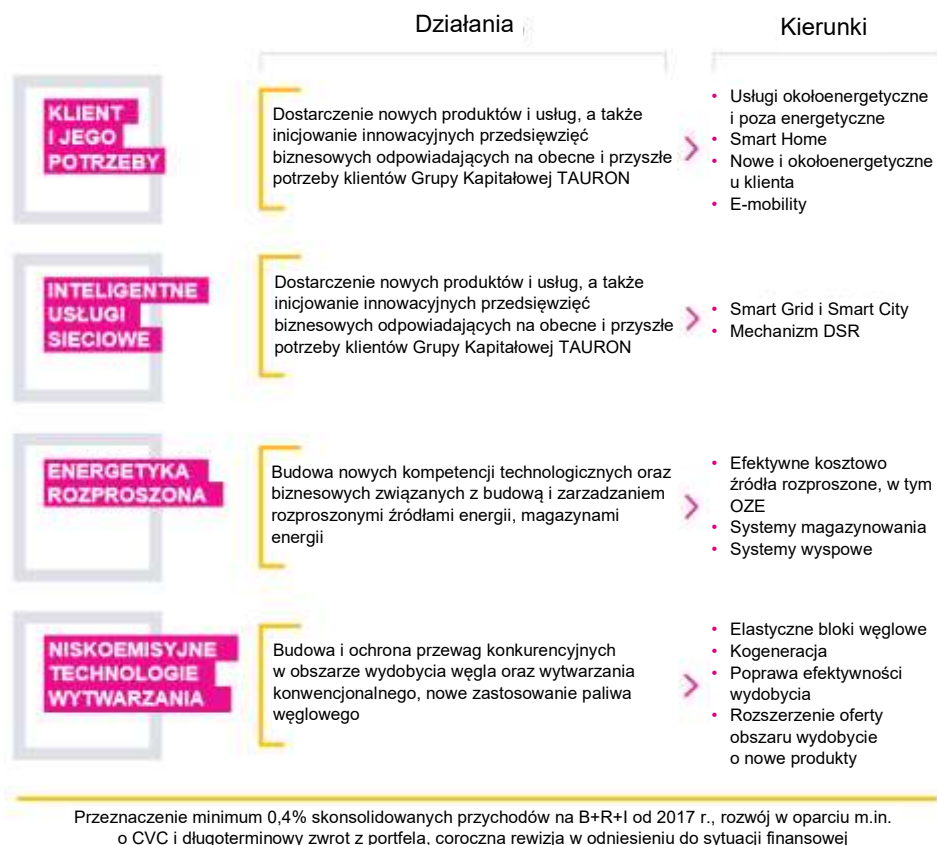 Działania
Kierunki
KLIENT
I JEGO
POTRZEBY
Dostarczenie nowych produktów i usług, a także
inicjowanie innowacyjnych przedsięwzięć
biznesowych odpowiadających na obecne i przyszłe
potrzeby klientów Grupy Kapitałowej TAURON
• Usługi okołoenergetyczne
i poza energetyczne
• Smart Home
• Nowe i okołoenergetyczne
u klienta
• E-mobility
INTELIGENTNE
USŁUGI
SIECIOWE
Dostarczenie nowych produktów i usług, a także
inicjowanie innowacyjnych przedsięwzięć
biznesowych odpowiadających na obecne i przyszłe
potrzeby klientów Grupy Kapitałowej TAURON
• Smart Grid i Smart City
• Mechanizm DSR
ENERGETYKA
ROZPROSZONA
Budowa nowych kompetencji technologicznych oraz
biznesowych związanych z budową i zarzadzaniem
rozproszonymi źródłami energii, magazynami
energii
• Efektywne kosztowo
źródła rozproszone, w tym
OZE
• Systemy magazynowania
• Systemy wyspowe
NISKOEMISYJNE
TECHNOLOGIE
WYTWARZANIA
Budowa i ochrona przewag konkurencyjnych
w obszarze wydobycia węgla oraz wytwarzania
konwencjonalnego, nowe zastosowanie paliwa
węglowego
• Elastyczne bloki węglowe
• Kogeneracja
• Poprawa efektywności
wydobycia
• Rozszerzenie oferty
obszaru wydobycie
o nowe produkty
Przeznaczenie minimum 0,4% skonsolidowanych przychodów na B+R+I od 2017 r., rozwój w oparciu m.in.
o CVC i długoterminowy zwrot z portfela, coroczna rewizja w odniesieniu do sytuacji finansowej